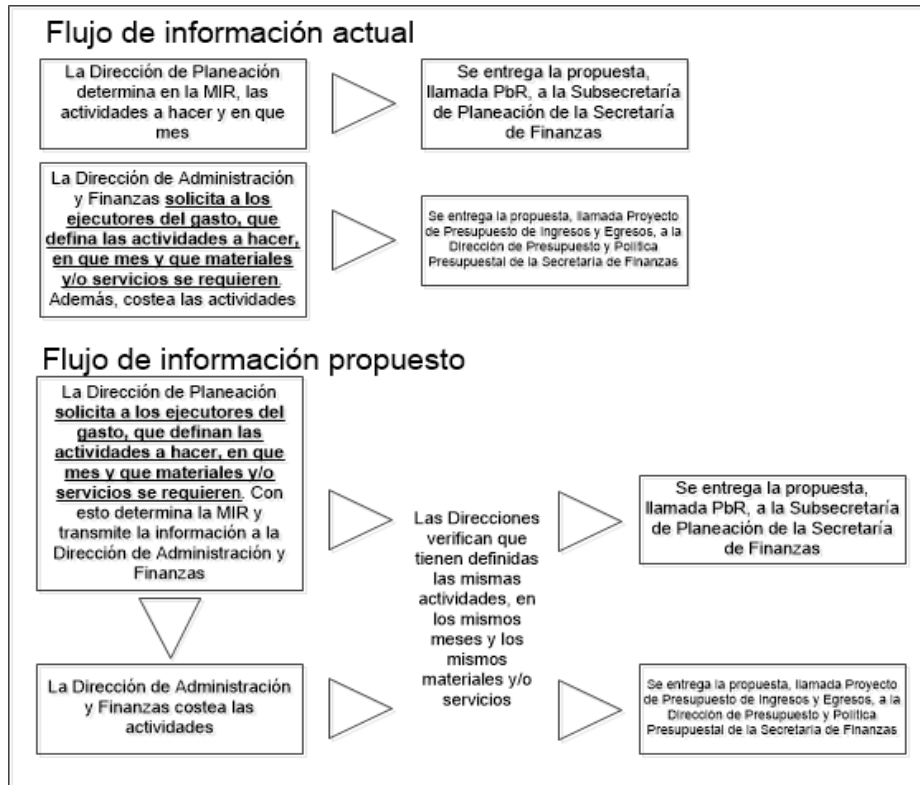 Flujo de información actual
La Dirección de Planeación
determina en la MIR, las
actividades a hacer y en que
mes
Se entrega la propuesta,
llamada PbR, a la Subsecretaría
de Planeación de la Secretaría
de Finanzas
La Dirección de Administración
y Finanzas solicita a los
ejecutores del gasto, que
defina las actividades a hacer,
en que mes y que materiales
y/o servicios se requieren.
Además, costea las actividades
Se entrega la propuesta, llamada Proyecto
de Presupuesto de Ingresos y Egresos, a la
Dirección de Presupuesto y Política
Presupuestal de la Secretaría de Finanzas
Flujo de información propuesto
La Dirección de Planeación
solicita a los ejecutores del
gasto, que definan las
actividades a hacer, en que
mes y que materiales y/o
servicios se requieren. Con
esto determina la MIR y
transmite la información a la
Dirección de Administración y
Finanzas
Las Direcciones
verifican que
tienen definidas
las mismas
actividades, en
los mismos
meses y los
mismos
materiales y/o
servicios
Se entrega la propuesta,
llamada PbR, a la Subsecretaría
de Planeación de la Secretaría
de Finanzas
La Dirección de Administración
y Finanzas costea las
actividades
Se entrega la propuesta, llamada Proyecto
de Presupuesto de Ingresos y Egresos, a la
Dirección de Presupuesto y Política
Presupuestal de la Secretaría de Finanzas